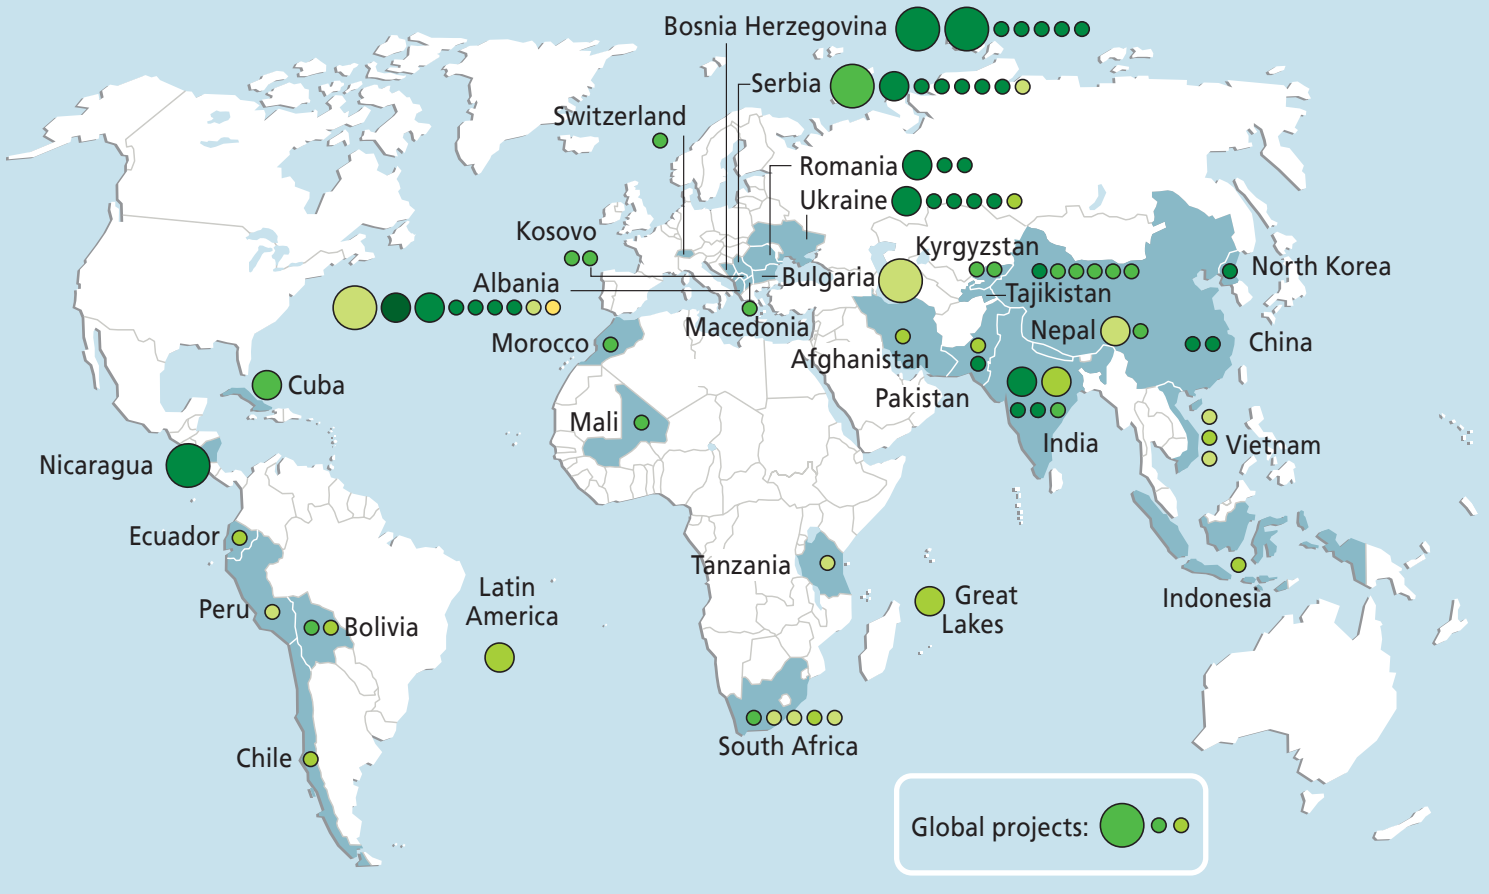 Bosnia Herzegovina
Serbia
Switzerland
Romania
Ukraine
Kosovo
Kyrgyzstan
North Korea
Albania
Bulgaria
Tajikistan
Macedonia
Nepal
Morocco
China
Afghanistan
Cuba
Pakistan
Mali
India
Vietnam
Nicaragua
Ecuador
Tanzania
Latin
America
Great
Lakes
Indonesia
Peru
Bolivia
South Africa
Chile
Global projects: